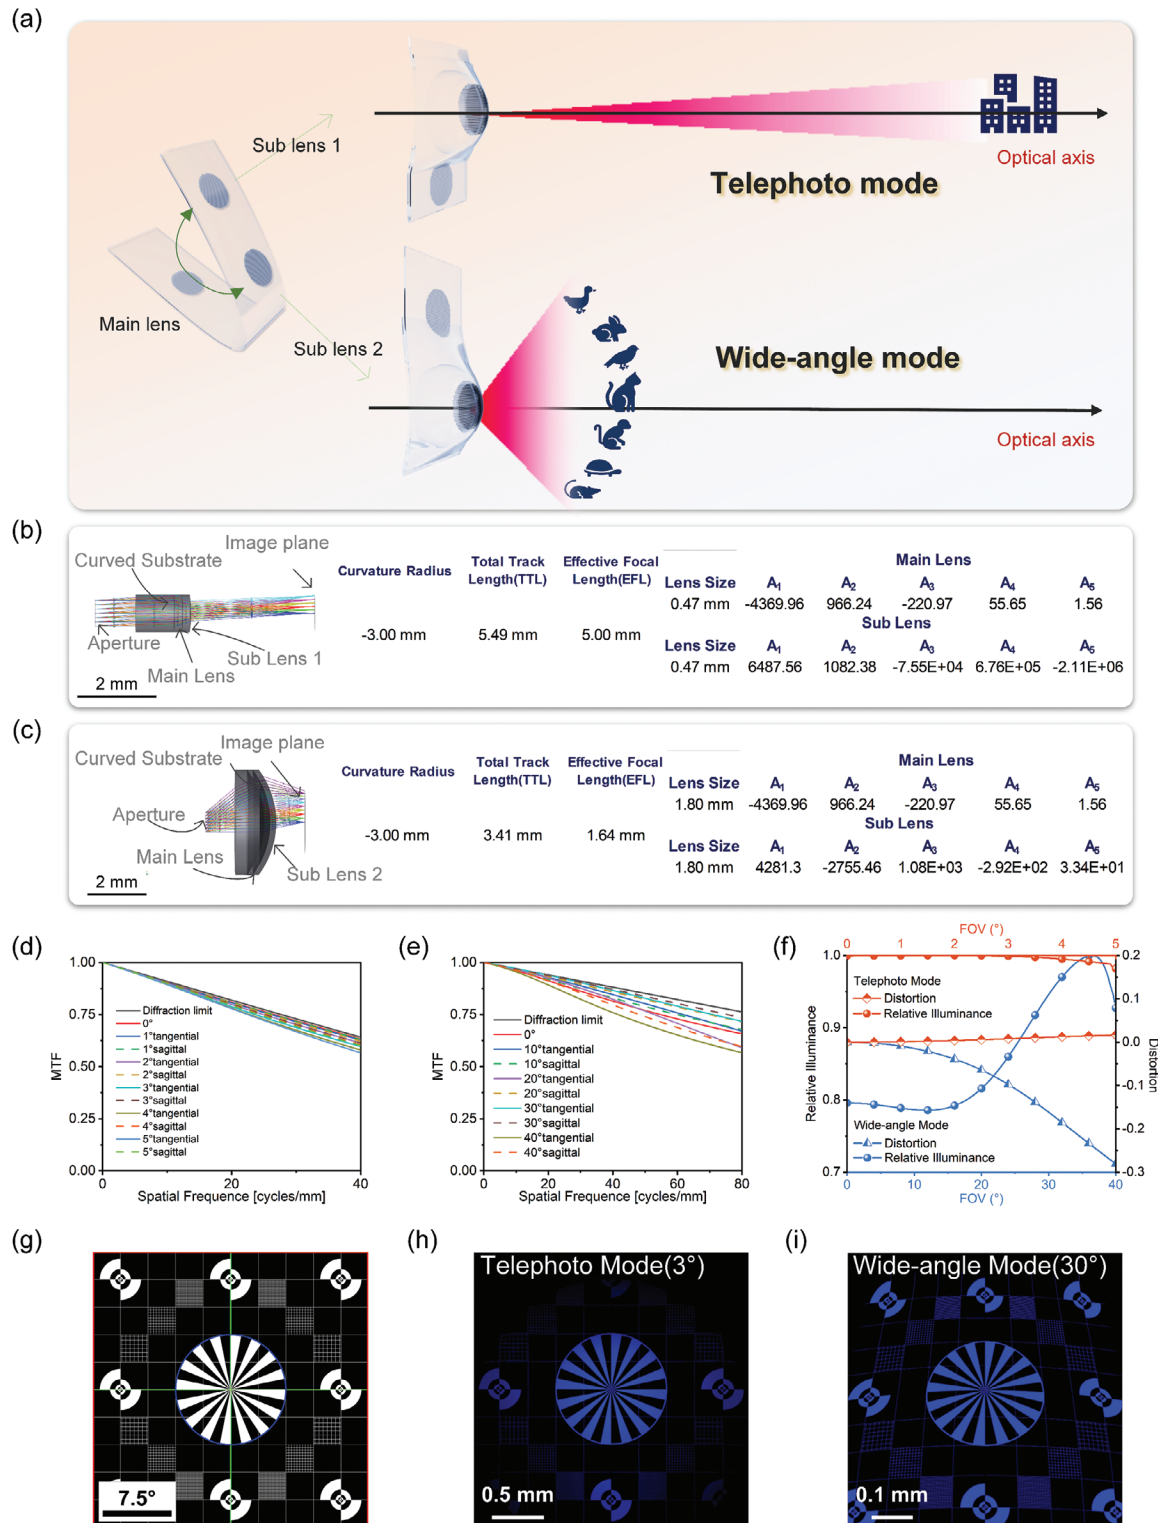 (a)
Sub lens 1
Optical axis
Telephoto mode
Main lens
Sub lens 2
Wide-angle mode
Optical axis
(b)
Curved Substrate
Image plane
Aperture
Sub Lens 1
Main Lens
2 mm
Curvature Radius
Total Track Length(TTL)
Effective Focal Length(EFL)
-3.00 mm
5.49 mm
5.00 mm
Main Lens
Lens Size A1 A2 A3 A4 A5
0.47 mm -4369.96 966.24 -220.97 55.65 1.56
Sub Lens
Lens Size A1 A2 A3 A4 A5
0.47 mm 6487.56 1082.38 -7.55E+04 6.76E+05 -2.11E+06
(c)
Curved Substrate
Image plane
Aperture
Main Lens
Sub Lens 2
2 mm
Curvature Radius
Total Track Length(TTL)
Effective Focal Length(EFL)
-3.00 mm
3.41 mm
1.64 mm
Main Lens
Lens Size A1 A2 A3 A4 A5
1.80 mm -4369.96 966.24 -220.97 55.65 1.56
Sub Lens
Lens Size A1 A2 A3 A4 A5
1.80 mm 4281.3 -2755.46 1.08E+03 -2.92E+02 3.34E+01
(d)
1.00
0.75
0.50
0.25
0.00
MTF
Diffraction limit
0°
1°tangential
1°sagittal
2°tangential
2°sagittal
3°tangential
3°sagittal
4°tangential
4°sagittal
5°tangential
5°sagittal
0 20 40
Spatial Frequence [cycles/mm]
(e)
1.00
0.75
0.50
0.25
0.00
MTF
Diffraction limit
0°
10°tangential
10°sagittal
20°tangential
20°sagittal
30°tangential
30°sagittal
40°tangential
40°sagittal
0 20 40 60 80
Spatial Frequence [cycles/mm]
(f)
FOV (°)
0 1 2 3 4 5
1.0
0.9
0.8
0.7
Relative Illuminance
Telephoto Mode
Distortion
Relative Illuminance
Wide-angle Mode
Distortion
Relative Illuminance
0.2
0.1
0.0
-0.1
-0.2
-0.3
Distortion
0 10 20 30 40
FOV (°)
(g)
7.5°
(h)
Telephoto Mode(3°)
0.5 mm
(i)
Wide-angle Mode(30°)
0.1 mm